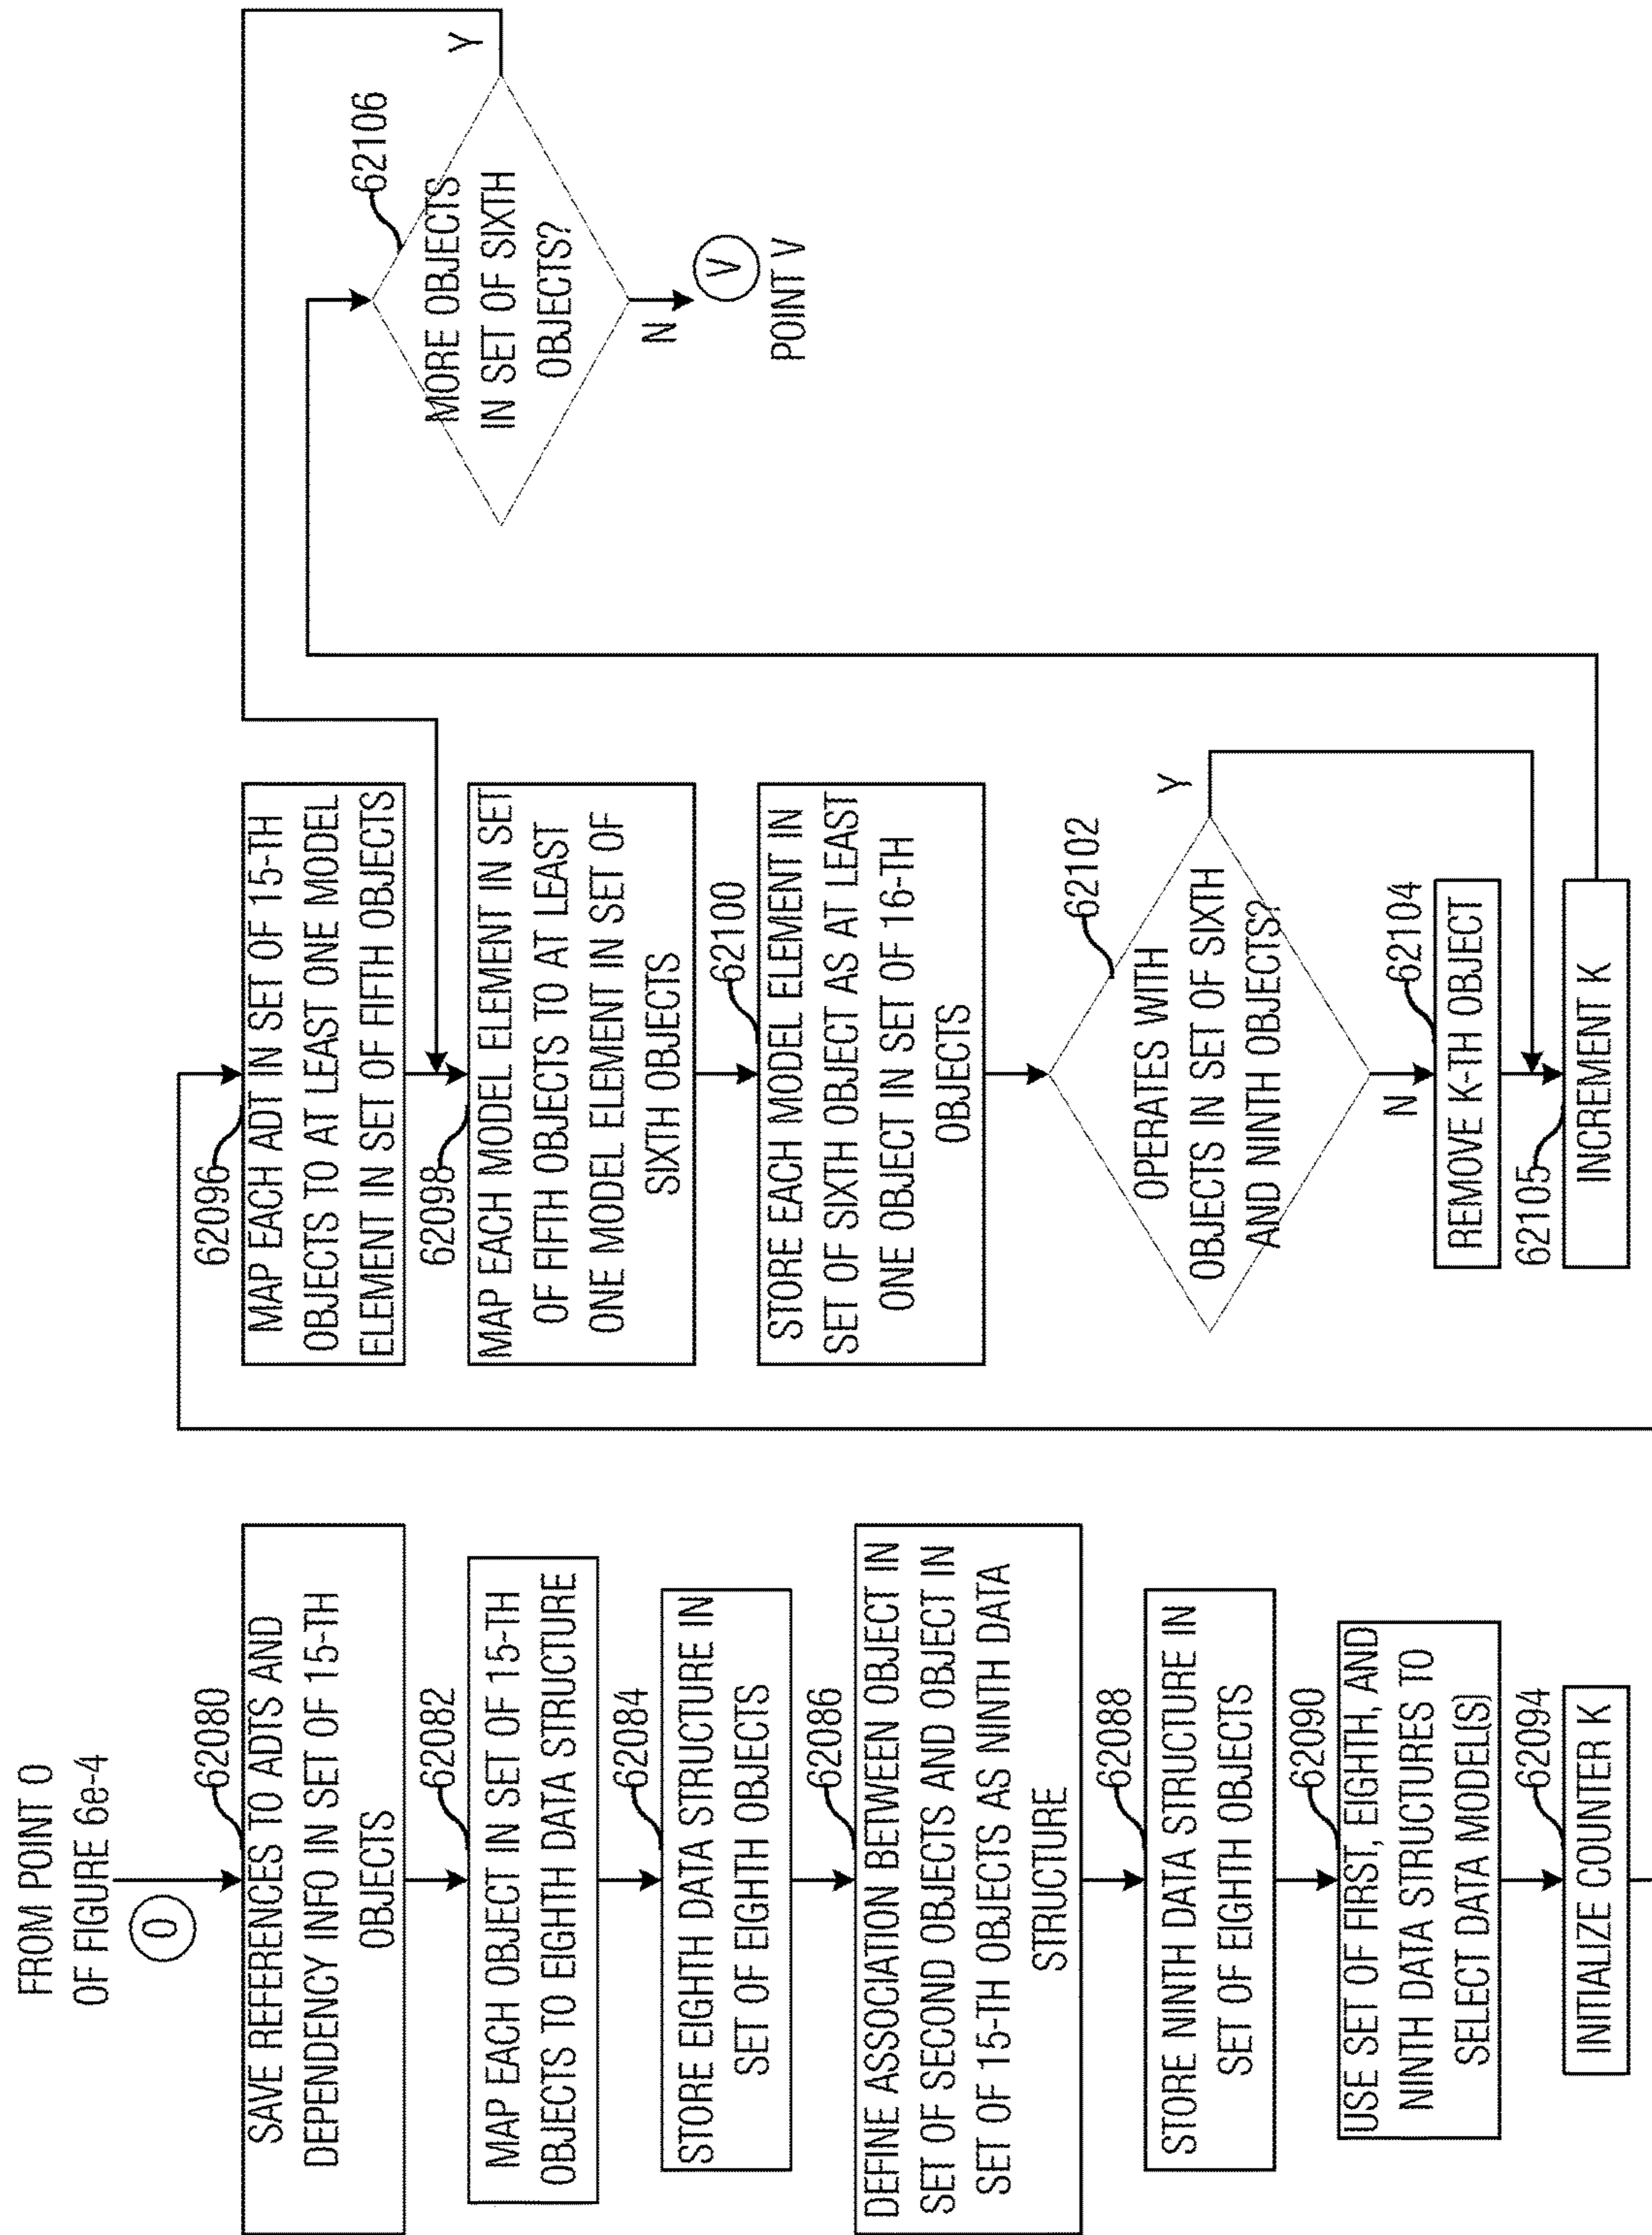 FROM POINT O
OF FIGURE 6e-4
O
62080
SAVE REFERENCES TO ADTS AND
DEPENDENCY INFO IN SET OF 15-TH
OBJECTS
62082
MAP EACH OBJECT IN SET OF 15-TH
OBJECTS TO EIGHTH DATA STRUCTURE
62084
STORE EIGHTH DATA STRUCTURE IN
SET OF EIGHTH OBJECTS
62086
DEFINE ASSOCIATION BETWEEN OBJECT IN
SET OF SECOND OBJECTS AND OBJECT IN
SET OF 15-TH OBJECTS AS NINTH DATA
STRUCTURE
62088
STORE NINTH DATA STRUCTURE IN
SET OF EIGHTH OBJECTS
62090
USE SET OF FIRST, EIGHTH, AND
NINTH DATA STRUCTURES TO
SELECT DATA MODEL(S)
62094
INITIALIZE COUNTER K
62096
MAP EACH ADT IN SET OF 15-TH
OBJECTS TO AT LEAST ONE MODEL
ELEMENT IN SET OF FIFTH OBJECTS
62098
MAP EACH MODEL ELEMENT IN SET
OF FIFTH OBJECTS TO AT LEAST
ONE MODEL ELEMENT IN SET OF
SIXTH OBJECTS
62100
STORE EACH MODEL ELEMENT IN
SET OF SIXTH OBJECT AS AT LEAST
ONE OBJECT IN SET OF 16-TH
OBJECTS
62102
OPERATES WITH
OBJECTS IN SET OF SIXTH
AND NINTH OBJECTS?
Y
N
62104
REMOVE K-TH OBJECT
62105
INCREMENT K
62106
MORE OBJECTS
IN SET OF SIXTH
OBJECTS?
Y
N
V
POINT V